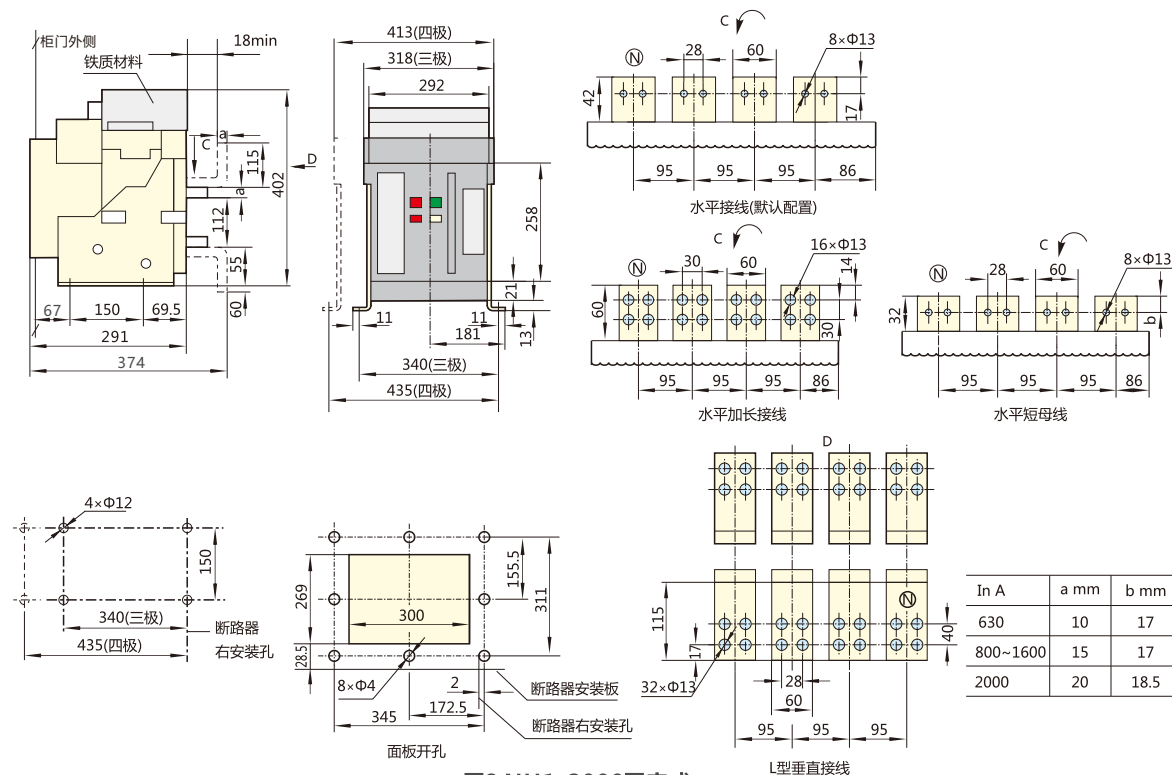 柜门外侧
铁质材料
18min
a
C
115
D
402
a
112
55
60
67
150
69.5
291
374
413(四极)
318(三极)
292
258
21
11
11
13
181
340(三极)
435(四极)
C
N
28
60
8×Φ13
42
17
95
95
95
86
水平接线(默认配置)
C
N
30
60
16×Φ13
14
60
30
95
95
95
86
水平加长接线
C
N
28
60
8×Φ13
32
b
95
95
95
86
水平短母线
4×Φ12
150
340(三极)
435(四极)
断路器
右安装孔
269
300
155.5
311
28.5
8×Φ4
2
172.5
345
断路器安装板
断路器右安装孔
面板开孔
D
N
115
17
40
32×Φ13
28
60
95
95
95
L型垂直接线
In A a mm b mm
630 10 17
800~1600 15 17
2000 20 18.5